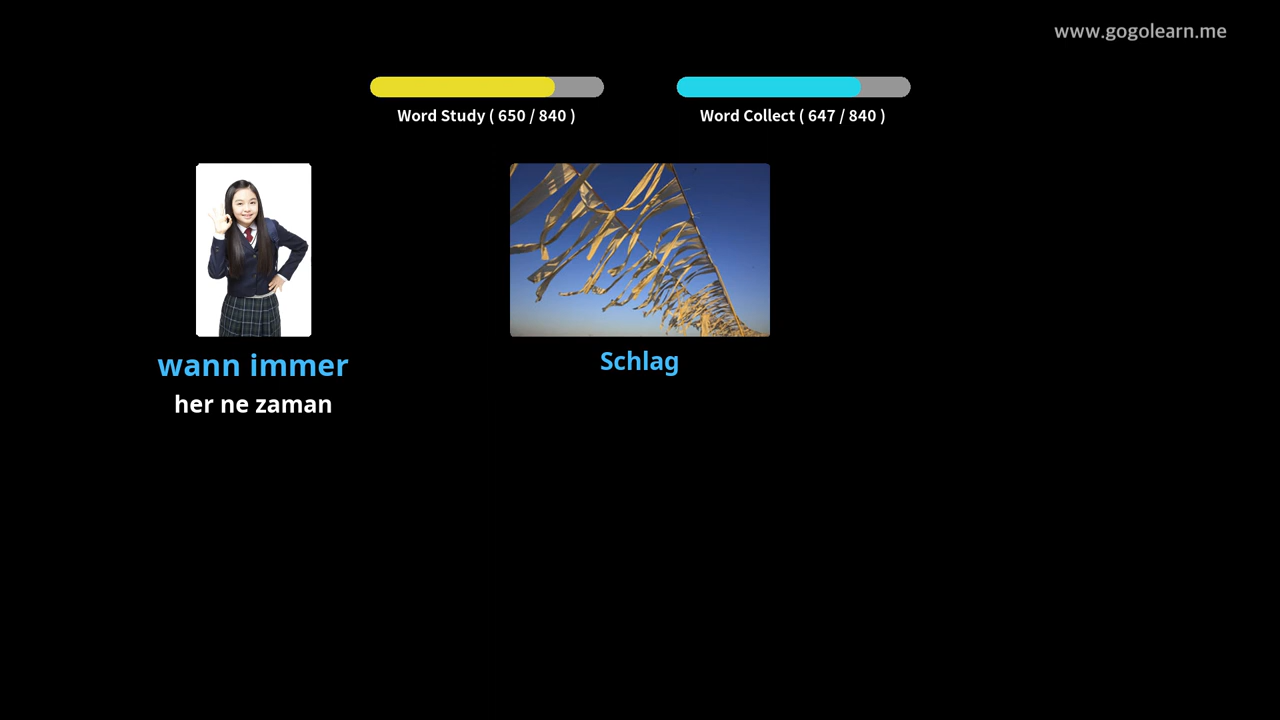 www.gogolearn.me
Word Study ( 650 / 840 )
Word Collect ( 647 / 840 )
wann immer
her ne zaman
Schlag